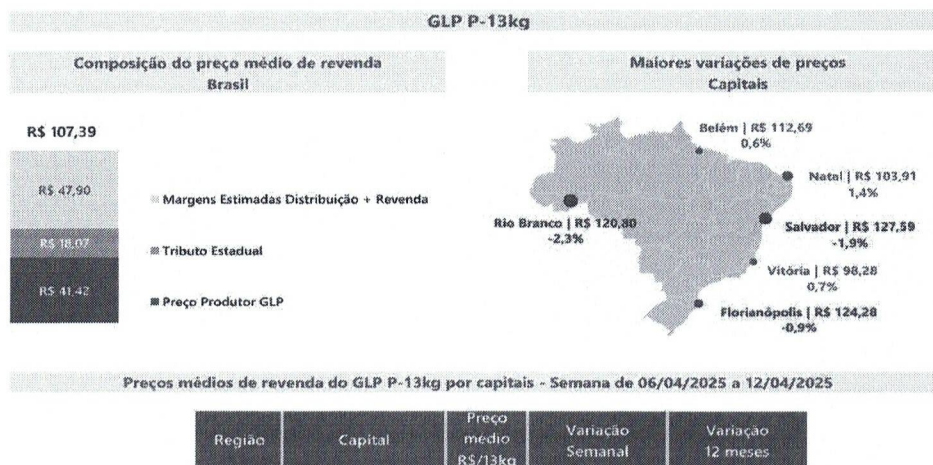 GLP P-13kg
Composição do preço médio de revenda
Brasil
R$ 107,39
R$ 47,90
R$ 18,07
R$ 41,42
Margens Estimadas Distribuição + Revenda
Tributo Estadual
Preço Produtor GLP
Maiores variações de preços
Capitais
Belém | R$ 112,69
0,6%
Natal | R$ 103,91
1,4%
Rio Branco | R$ 120,80
-2,3%
Salvador | R$ 127,59
-1,9%
Vitória | R$ 98,28
0,7%
Florianópolis | R$ 124,28
-0,9%
Preços médios de revenda do GLP P-13kg por capitais - Semana de 06/04/2025 a 12/04/2025
Região
Capital
Preço
médio
R$/13kg
Variação
Semanal
Variação
12 meses